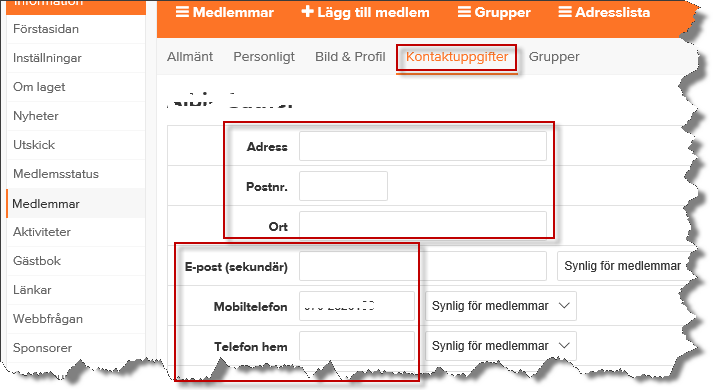 Information
Medlemmar Lägg till medlem Grupper Adresslista
Förstasidan
Inställningar
Om laget
Nyheter
Utskick
Medlemsstatus
Medlemmar
Aktiviteter
Gästbok
Länkar
Webbfrågan
Sponsorer
Allmänt Personligt Bild & Profil Kontaktuppgifter Grupper
Adress
Postnr.
Ort
E-post (sekundär) Synlig för medlemmar
Mobiltelefon Synlig för medlemmar
Telefon hem Synlig för medlemmar